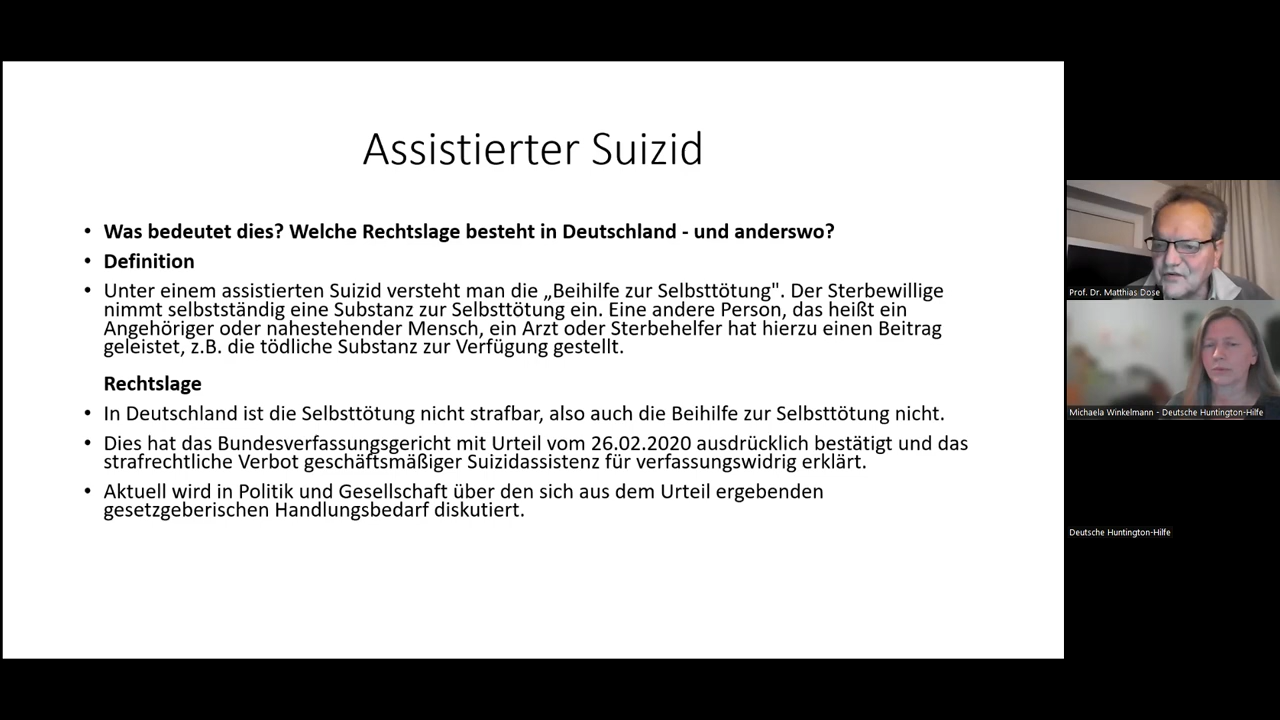 Assistierter Suizid
• Was bedeutet dies? Welche Rechtslage besteht in Deutschland - und anderswo?
• Definition
• Unter einem assistierten Suizid versteht man die „Beihilfe zur Selbsttötung". Der Sterbewillige
nimmt selbstständig eine Substanz zur Selbsttötung ein. Eine andere Person, das heißt ein
Angehöriger oder nahestehender Mensch, ein Arzt oder Sterbehelfer hat hierzu einen Beitrag
geleistet, z.B. die tödliche Substanz zur Verfügung gestellt.
Rechtslage
• In Deutschland ist die Selbsttötung nicht strafbar, also auch die Beihilfe zur Selbsttötung nicht.
• Dies hat das Bundesverfassungsgericht mit Urteil vom 26.02.2020 ausdrücklich bestätigt und das
strafrechtliche Verbot geschäftsmäßiger Suizidassistenz für verfassungswidrig erklärt.
• Aktuell wird in Politik und Gesellschaft über den sich aus dem Urteil ergebenden
gesetzgeberischen Handlungsbedarf diskutiert.
Prof. Dr. Matthias Dose
Michaela Winkelmann - Deutsche Huntington-Hilfe
Deutsche Huntington-Hilfe